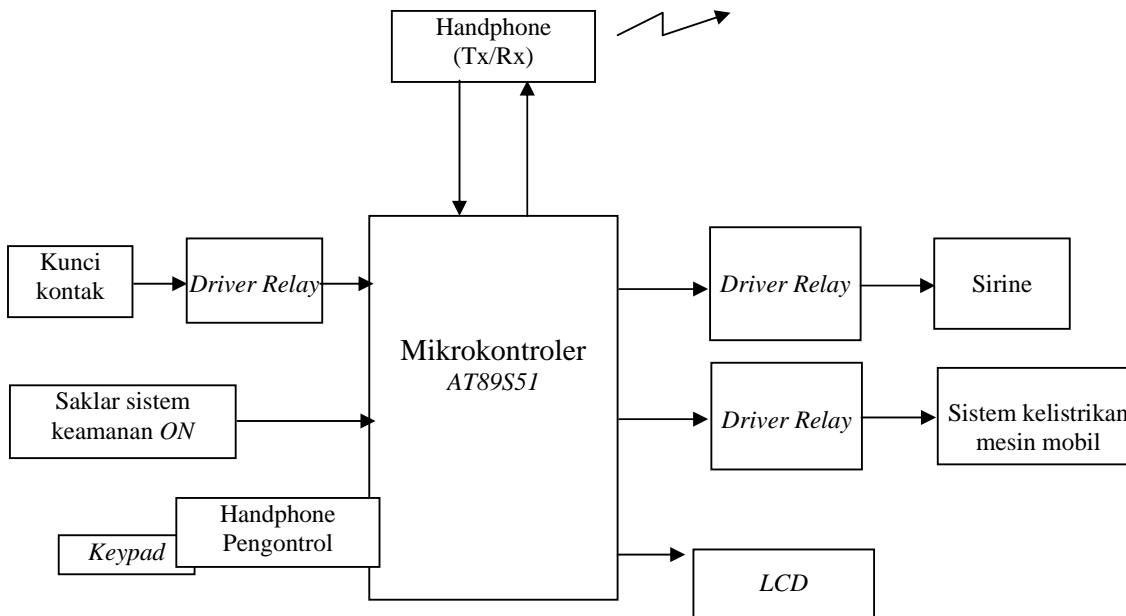 Handphone
(Tx/Rx)
Kunci
kontak
Driver Relay
Mikrokontroler
AT89S51
Driver Relay
Sirine
Saklar sistem
keamanan ON
Driver Relay
Sistem kelistrikan
mesin mobil
Handphone
Pengontrol
Keypad
LCD